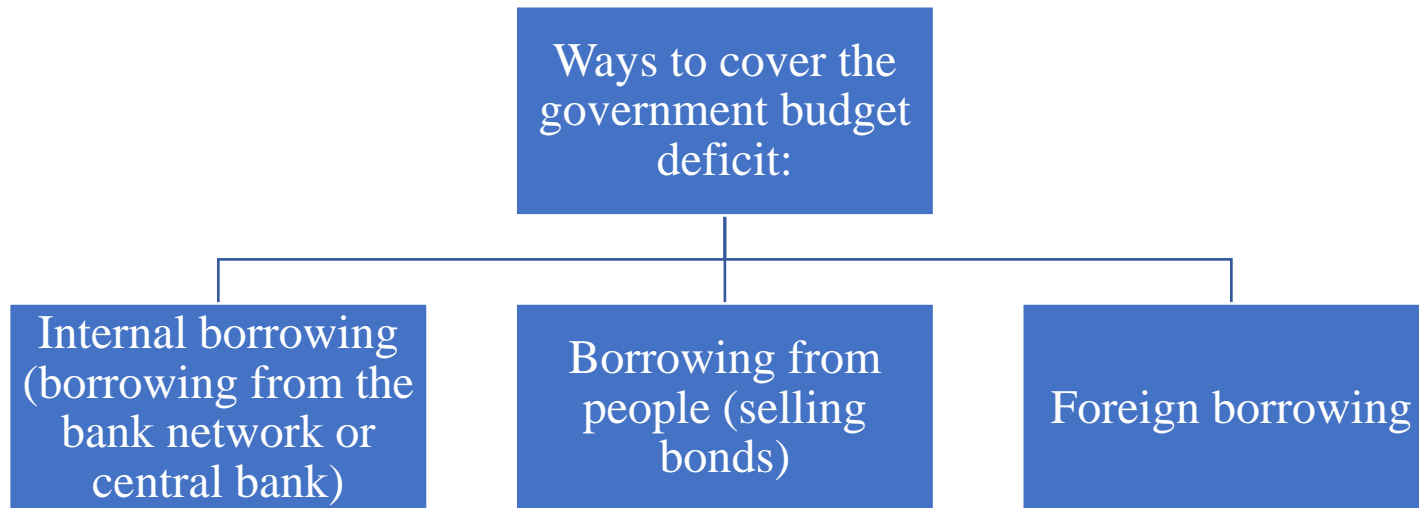 Ways to cover the
government budget
deficit:
Internal borrowing
(borrowing from the
bank network or
central bank)
Borrowing from
people (selling
bonds)
Foreign borrowing